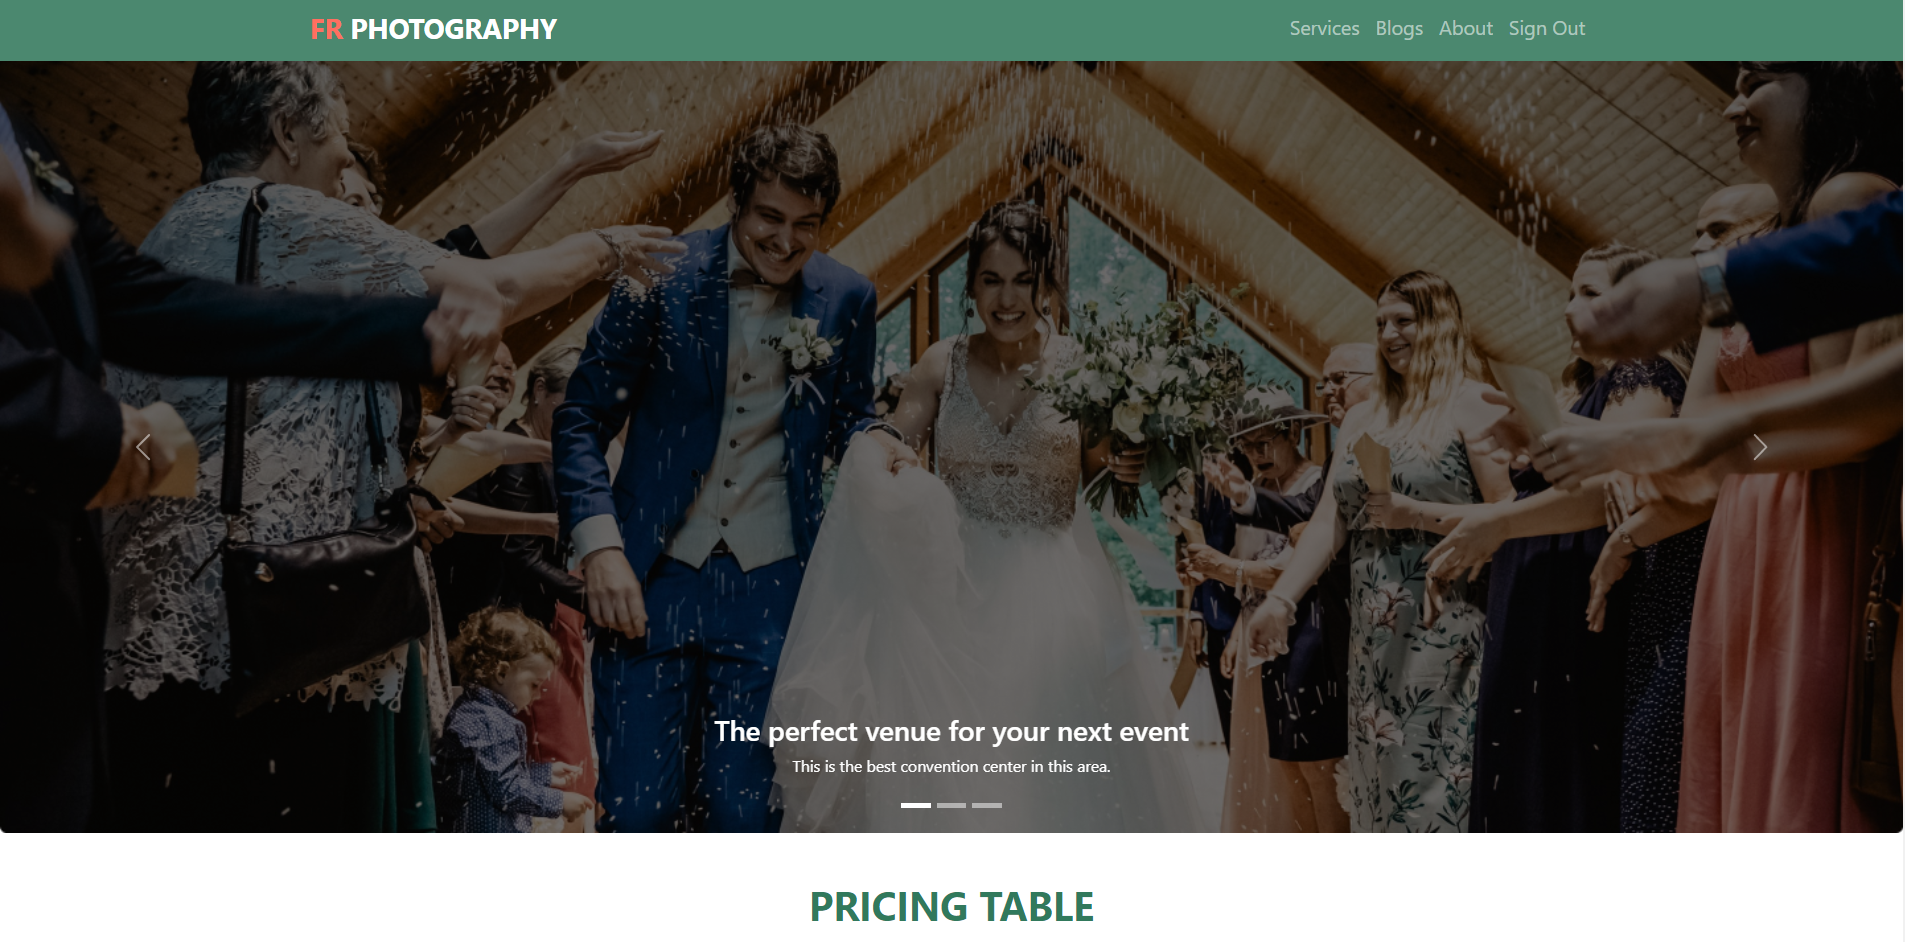 FR PHOTOGRAPHY
Services Blogs About Sign Out
The perfect venue for your next event
This is the best convention center in this area.
PRICING TABLE